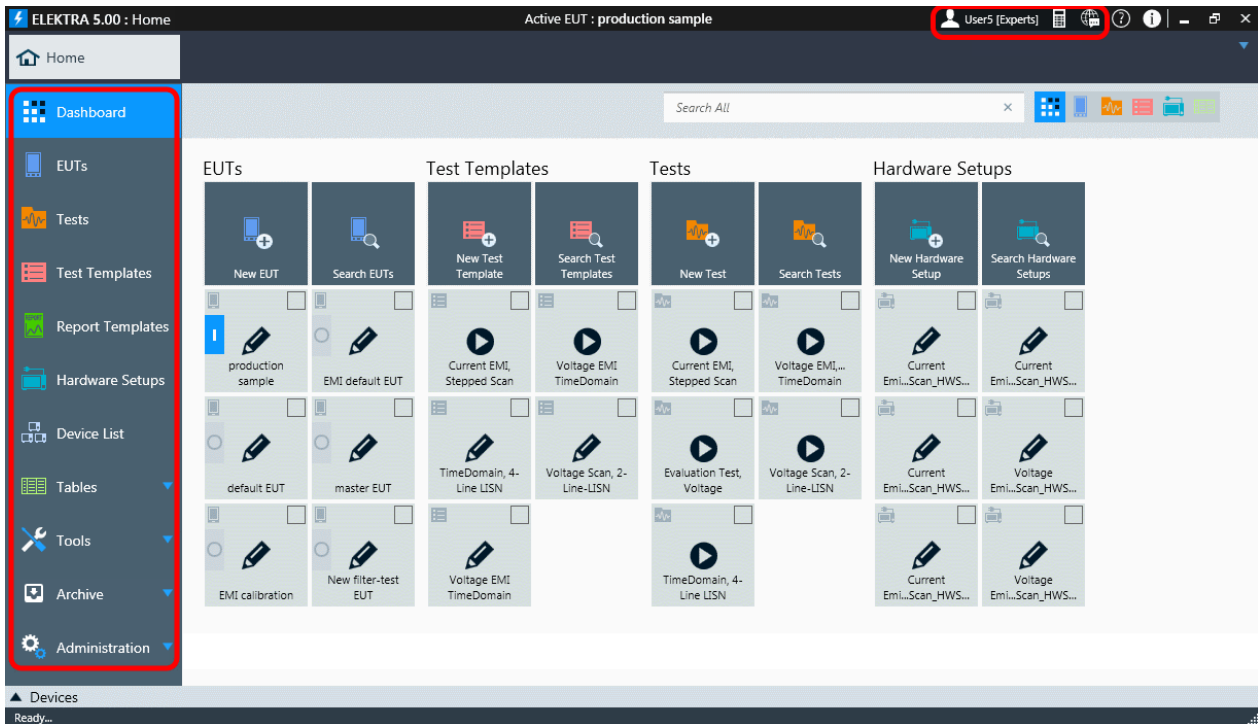 ELEKTRA 5.00 : Home
Active EUT : production sample
User5 [Experts]
Home
Dashboard
EUTs
Tests
Test Templates
REPORT
Report Templates
Hardware Setups
Device List
Tables
Tools
Archive
Administration
Search All
EUTs
Test Templates
Tests
Hardware Setups
New EUT
Search EUTs
New Test
Template
Search Test
Templates
New Test
Search Tests
New Hardware
Setup
Search Hardware
Setups
production
sample
EMI default EUT
Current EMI,
Stepped Scan
Voltage EMI
TimeDomain
Current EMI,
Stepped Scan
Voltage EMI,...
TimeDomain
Current
Emi...Scan_HWS...
Current
Emi...Scan_HWS...
default EUT
master EUT
TimeDomain, 4-
Line LISN
Voltage Scan, 2-
Line-LISN
Evaluation Test,
Voltage
Voltage Scan, 2-
Line-LISN
Current
Emi...Scan_HWS...
Voltage
Emi...Scan_HWS...
EMI calibration
New filter-test
EUT
Voltage EMI
TimeDomain
TimeDomain, 4-
Line LISN
Current
Emi...Scan_HWS...
Voltage
Emi...Scan_HWS...
Devices
Ready...